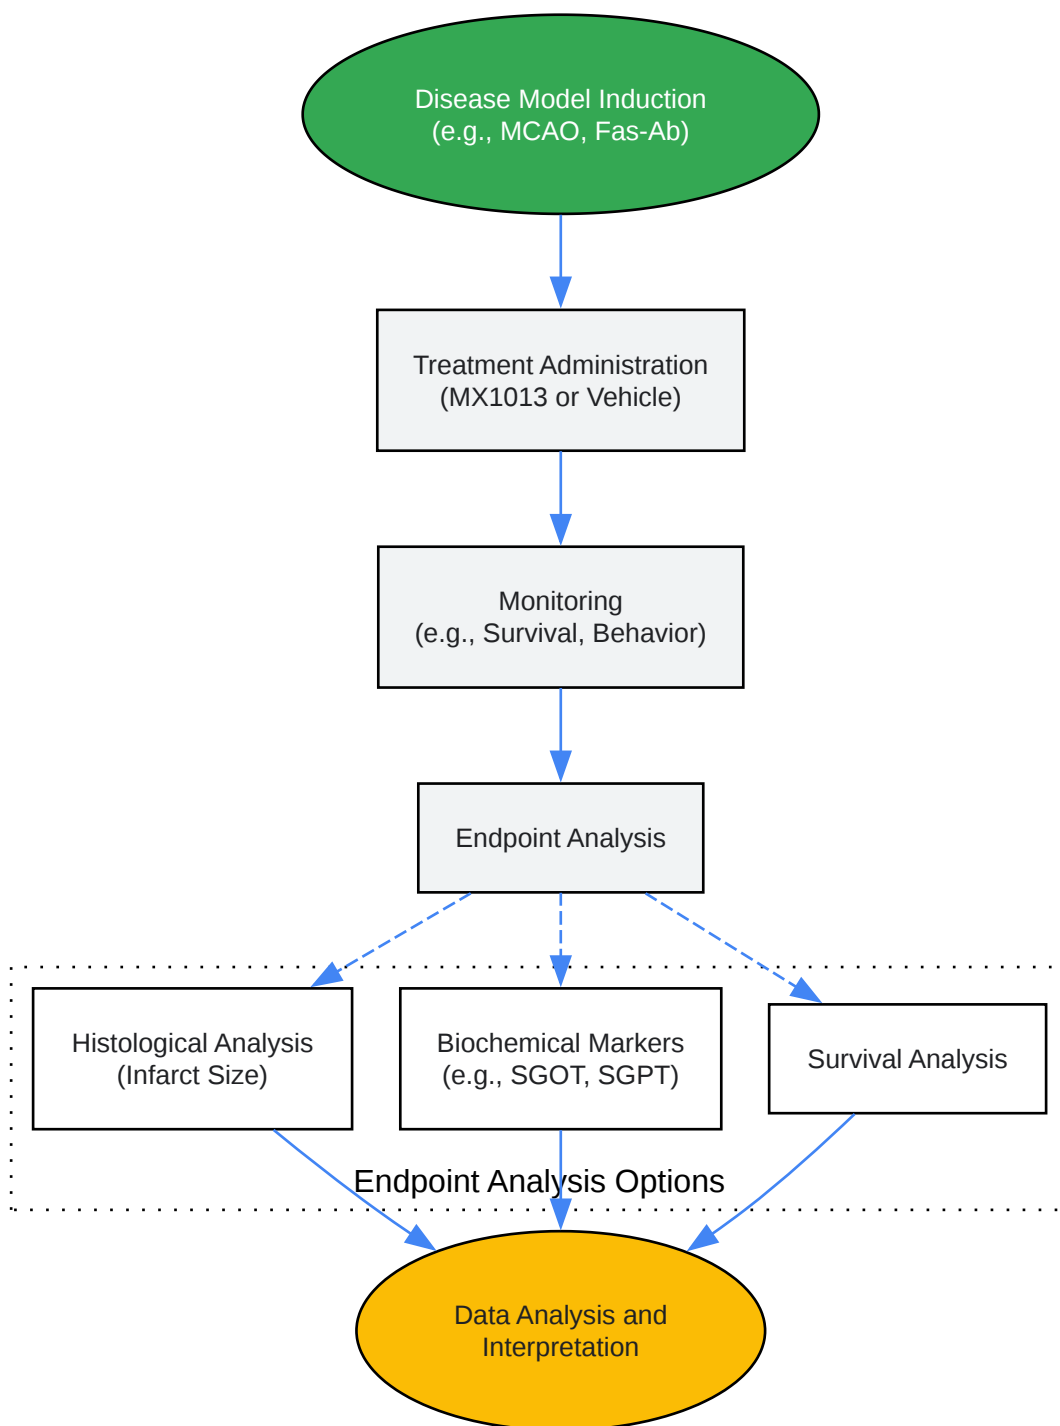 Disease Model Induction
(e.g., MCAO, Fas-Ab)
Treatment Administration
(MX1013 or Vehicle)
Monitoring
(e.g., Survival, Behavior)
Endpoint Analysis
Histological Analysis
(Infarct Size)
Biochemical Markers
(e.g., SGOT, SGPT)
Survival Analysis
Endpoint Analysis Options
Data Analysis and
Interpretation